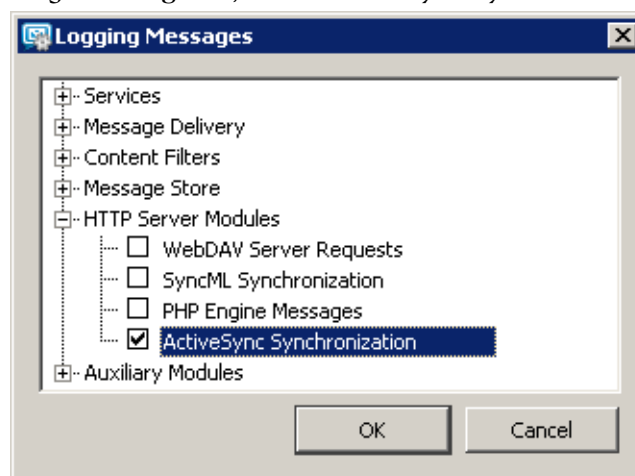 Logging Messages
Services
Message Delivery
Content Filters
Message Store
HTTP Server Modules
WebDAV Server Requests
SyncML Synchronization
PHP Engine Messages
ActiveSync Synchronization
Auxiliary Modules
OK Cancel